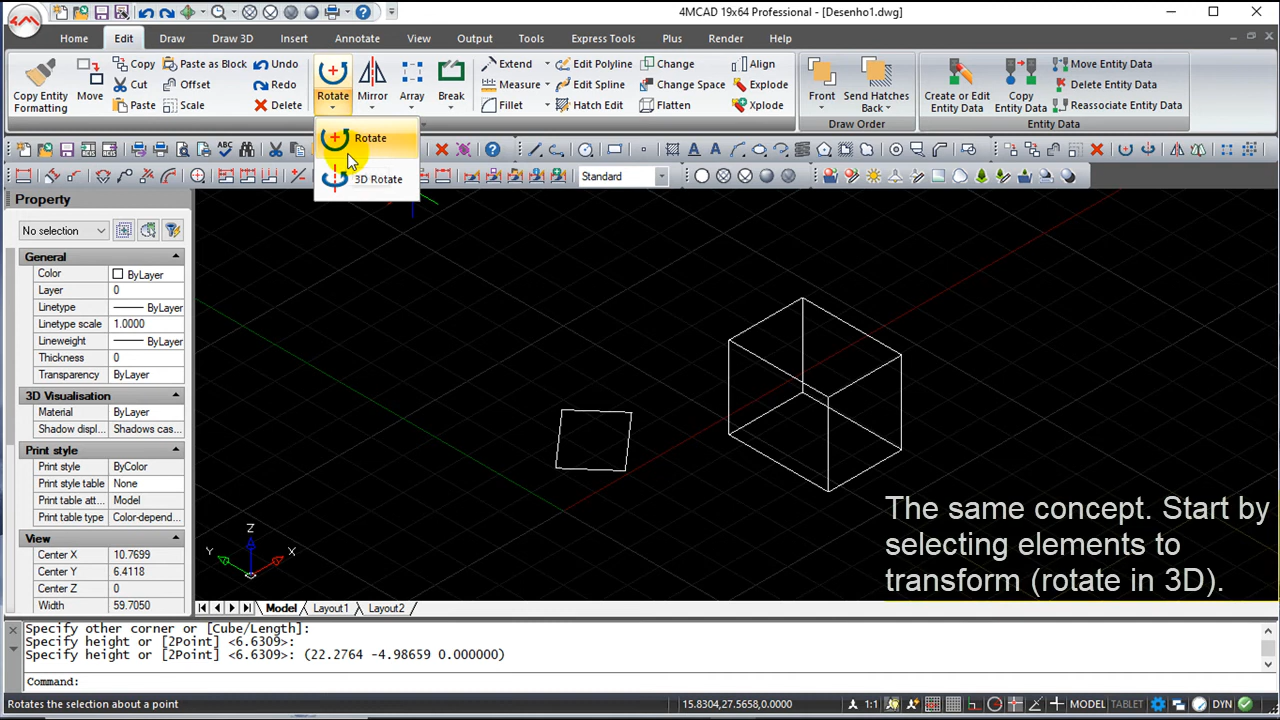 4MCAD 19x64 Professional - [Desenho1.dwg]
Home Edit Draw Draw 3D Insert Annotate View Output Tools Express Tools Plus Render Help
Copy Entity Formatting
Move
Copy
Cut
Paste
Paste as Block
Offset
Scale
Undo
Redo
Delete
Rotate
Mirror
Array
Break
Extend
Measure
Fillet
Edit Polyline
Edit Spline
Hatch Edit
Change
Change Space
Flatten
Align
Explode
Xplode
Front
Send Hatches Back
Draw Order
Create or Edit Entity Data
Copy Entity Data
Move Entity Data
Delete Entity Data
Reassociate Entity Data
Entity Data
Rotate
3D Rotate
Standard
Property
No selection
General
Color ByLayer
Layer 0
Linetype ByLayer
Linetype scale 1.0000
Lineweight ByLayer
Thickness 0
Transparency ByLayer
3D Visualisation
Material ByLayer
Shadow displ... Shadows cas...
Print style
Print style ByColor
Print style table None
Print table att... Model
Print table type Color-depend...
View
Center X 10.7699
Center Y 6.4118
Center Z 0
Width 59.7050
Z
Y X
The same concept. Start by
selecting elements to
transform (rotate in 3D).
Model Layout1 Layout2
Specify other corner or [Cube/Length]:
Specify height or [2Point] <6.6309>:
Specify height or [2Point] <6.6309>: (22.2764 -4.98659 0.000000)
Command:
Rotates the selection about a point
15.8304,27.5658,0.0000
1:1
MODEL TABLET
DYN